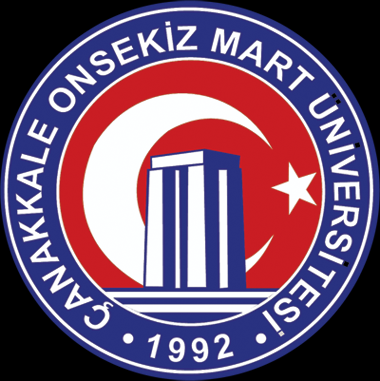 ÇANAKKALE ONSEKİZ MART ÜNİVERSİTESİ
• 1992 •